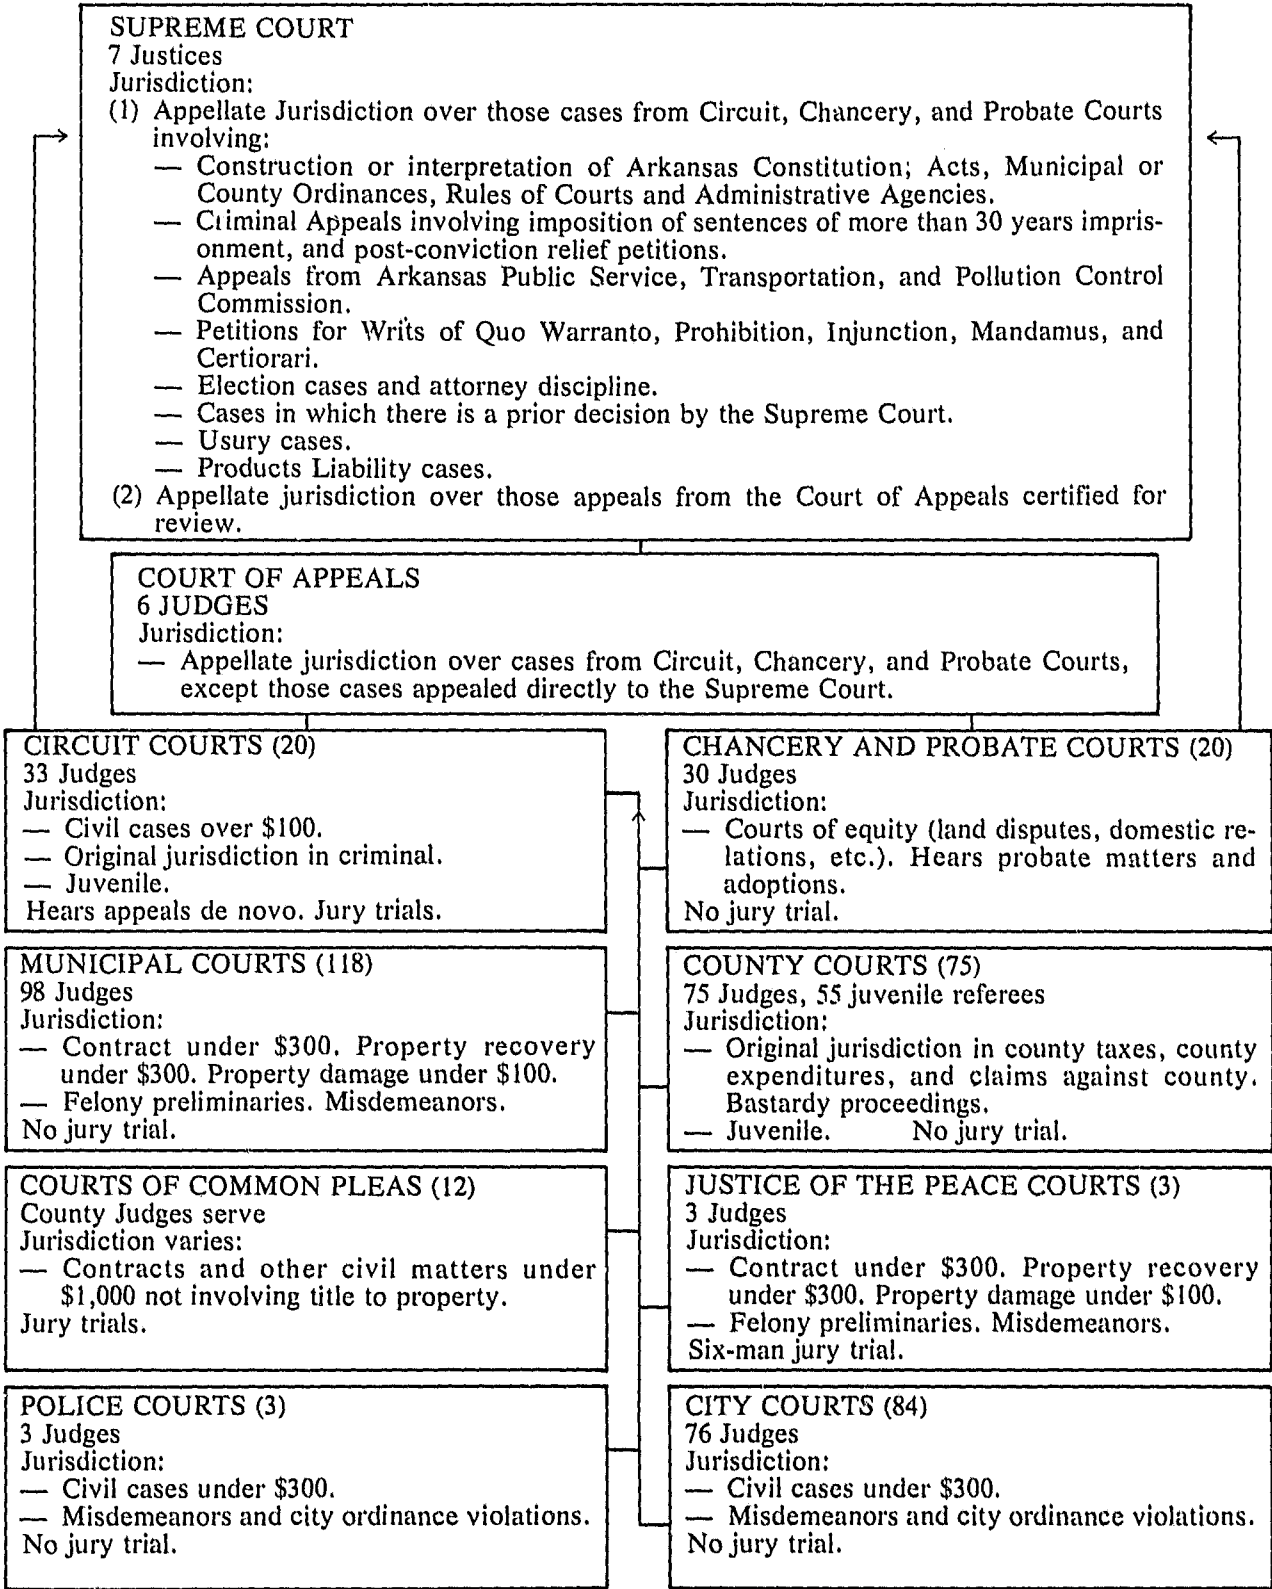 SUPREME COURT
7 Justices
Jurisdiction:
(1) Appellate Jurisdiction over those cases from Circuit, Chancery, and Probate Courts
involving:
— Construction or interpretation of Arkansas Constitution; Acts, Municipal or
County Ordinances, Rules of Courts and Administrative Agencies.
— Criminal Appeals involving imposition of sentences of more than 30 years impris-
onment, and post-conviction relief petitions.
— Appeals from Arkansas Public Service, Transportation, and Pollution Control
Commission.
— Petitions for Writs of Quo Warranto, Prohibition, Injunction, Mandamus, and
Certiorari.
— Election cases and attorney discipline.
— Cases in which there is a prior decision by the Supreme Court.
— Usury cases.
— Products Liability cases.
(2) Appellate jurisdiction over those appeals from the Court of Appeals certified for
review.
COURT OF APPEALS
6 JUDGES
Jurisdiction:
— Appellate jurisdiction over cases from Circuit, Chancery, and Probate Courts,
except those cases appealed directly to the Supreme Court.
CIRCUIT COURTS (20)
33 Judges
Jurisdiction:
— Civil cases over $100.
— Original jurisdiction in criminal.
— Juvenile.
Hears appeals de novo. Jury trials.
CHANCERY AND PROBATE COURTS (20)
30 Judges
Jurisdiction:
— Courts of equity (land disputes, domestic re-
lations, etc.). Hears probate matters and
adoptions.
No jury trial.
MUNICIPAL COURTS (118)
98 Judges
Jurisdiction:
— Contract under $300. Property recovery
under $300. Property damage under $100.
— Felony preliminaries. Misdemeanors.
No jury trial.
COUNTY COURTS (75)
75 Judges, 55 juvenile referees
Jurisdiction:
— Original jurisdiction in county taxes, county
expenditures, and claims against county.
Bastardy proceedings.
— Juvenile. No jury trial.
COURTS OF COMMON PLEAS (12)
County Judges serve
Jurisdiction varies:
— Contracts and other civil matters under
$1,000 not involving title to property.
Jury trials.
JUSTICE OF THE PEACE COURTS (3)
3 Judges
Jurisdiction:
— Contract under $300. Property recovery
under $300. Property damage under $100.
— Felony preliminaries. Misdemeanors.
Six-man jury trial.
POLICE COURTS (3)
3 Judges
Jurisdiction:
— Civil cases under $300.
— Misdemeanors and city ordinance violations.
No jury trial.
CITY COURTS (84)
76 Judges
Jurisdiction:
— Civil cases under $300.
— Misdemeanors and city ordinance violations.
No jury trial.